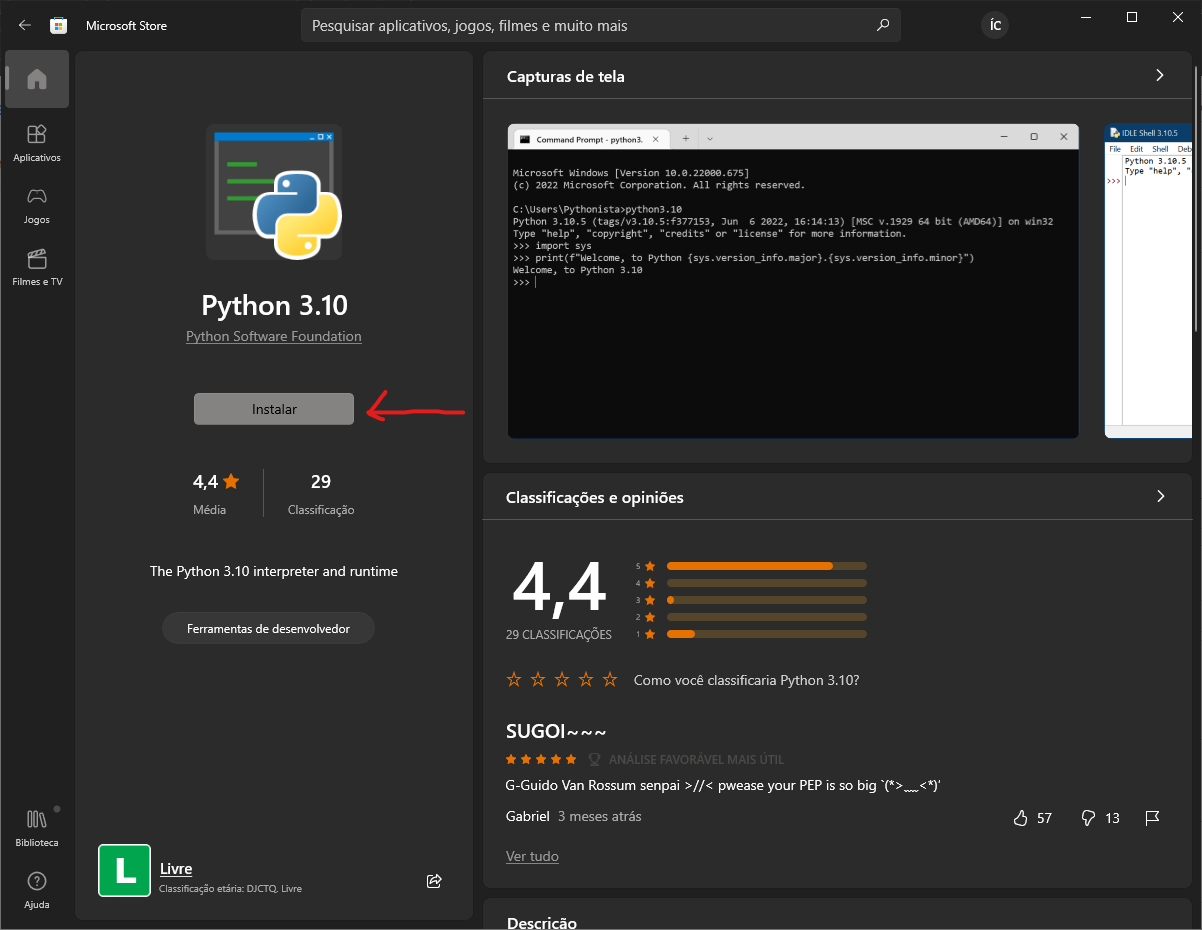 Microsoft Store
Pesquisar aplicativos, jogos, filmes e muito mais
ÍC
Aplicativos
Jogos
Filmes e TV
Biblioteca
Ajuda
Python 3.10
Python Software Foundation
Instalar
4,4
Média
29
Classificação
The Python 3.10 interpreter and runtime
Ferramentas de desenvolvedor
L
Livre
Classificação etária: DJCTQ, Livre
Capturas de tela
Command Prompt - python3.
Microsoft Windows [Version 10.0.22000.675]
(c) 2022 Microsoft Corporation. All rights reserved.
C:\Users\Pythonista>python3.10
Python 3.10.5 (tags/v3.10.5:f377153, Jun  6 2022, 16:14:13) [MSC v.1929 64 bit (AMD64)] on win32
Type "help", "copyright", "credits" or "license" for more information.
>>> import sys
>>> print(f"Welcome, to Python {sys.version_info.major}.{sys.version_info.minor}")
Welcome, to Python 3.10
>>>
IDLE Shell 3.10.5
File Edit Shell Deb
Python 3.10.5
Type "help", "
>>>
Classificações e opiniões
4,4
29 CLASSIFICAÇÕES
5
4
3
2
1
Como você classificaria Python 3.10?
SUGOI~~~
ANÁLISE FAVORÁVEL MAIS ÚTIL
G-Guido Van Rossum senpai >//< pwease your PEP is so big `(*>﹏<*)′
Gabriel 3 meses atrás
57
13
Ver tudo
Descrição